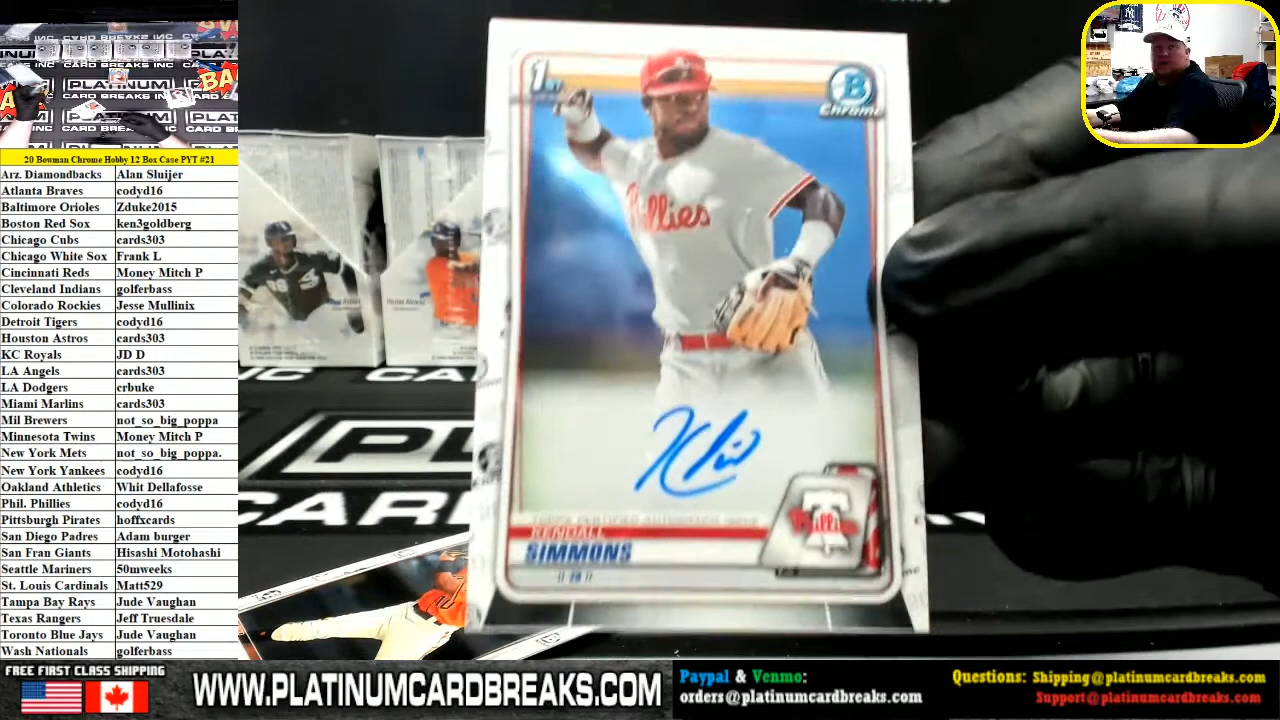 20 Bowman Chrome Hobby 12 Box Case PYT #21
Arz. Diamondbacks Alan Sluijer
Atlanta Braves codyd16
Baltimore Orioles Zduke2015
Boston Red Sox ken3goldberg
Chicago Cubs cards303
Chicago White Sox Frank L
Cincinnati Reds Money Mitch P
Cleveland Indians golferbass
Colorado Rockies Jesse Mullinix
Detroit Tigers codyd16
Houston Astros cards303
KC Royals JD D
LA Angels cards303
LA Dodgers crbuke
Miami Marlins cards303
Mil Brewers not_so_big_poppa
Minnesota Twins Money Mitch P
New York Mets not_so_big_poppa.
New York Yankees codyd16
Oakland Athletics Whit Dellafosse
Phil. Phillies codyd16
Pittsburgh Pirates hoffxcards
San Diego Padres Adam burger
San Fran Giants Hisashi Motohashi
Seattle Mariners 50mweeks
St. Louis Cardinals Matt529
Tampa Bay Rays Jude Vaughan
Texas Rangers Jeff Truesdale
Toronto Blue Jays Jude Vaughan
Wash Nationals golferbass
PLATINUM
CARD BREAKS INC
1ST
B
Chrome
Phillies
Phillies
KENDALL
SIMMONS
FREE FIRST CLASS SHIPPING
WWW.PLATINUMCARDBREAKS.COM
Paypal & Venmo:
orders@platinumcardbreaks.com
Questions: Shipping@platinumcardbreaks.com
Support@platinumcardbreaks.com